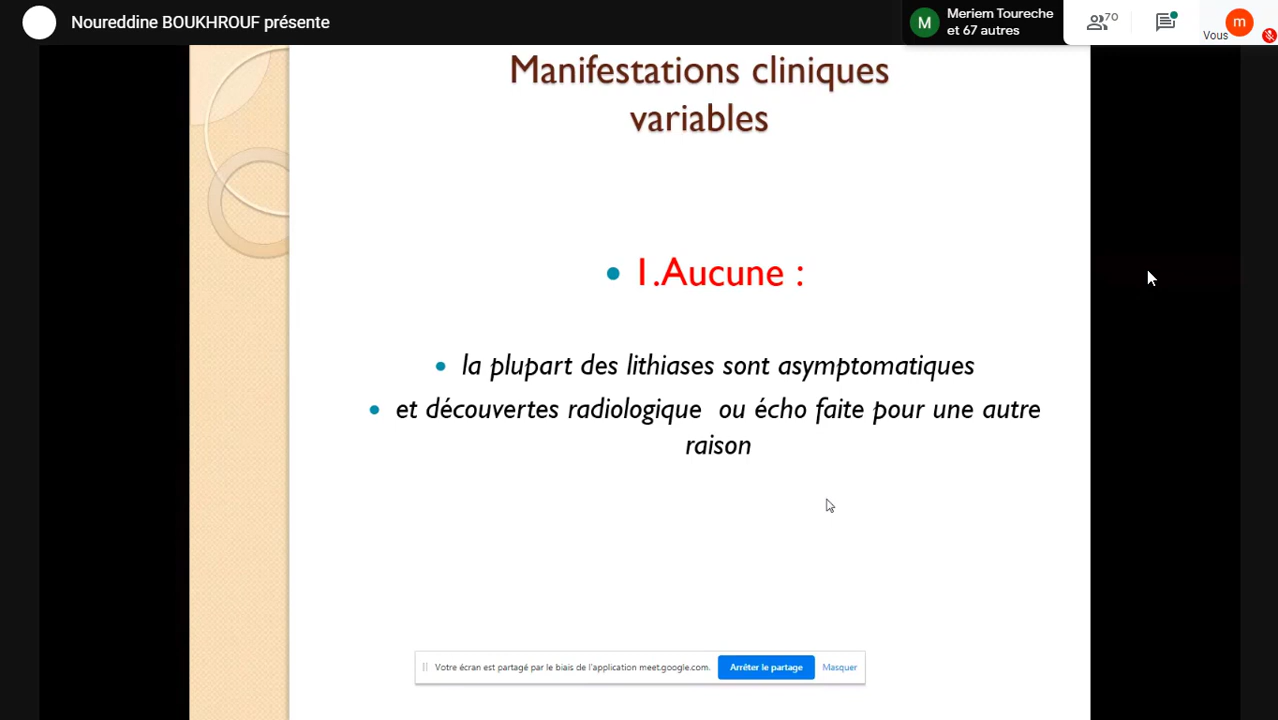 Noureddine BOUKHROUF présente
M
Meriem Toureche
et 67 autres
70
m
Vous
Manifestations cliniques
variables
• 1.Aucune :
• la plupart des lithiases sont asymptomatiques
• et découvertes radiologique ou écho faite pour une autre
raison
Votre écran est partagé par le biais de l'application meet.google.com. Arrêter le partage Masquer